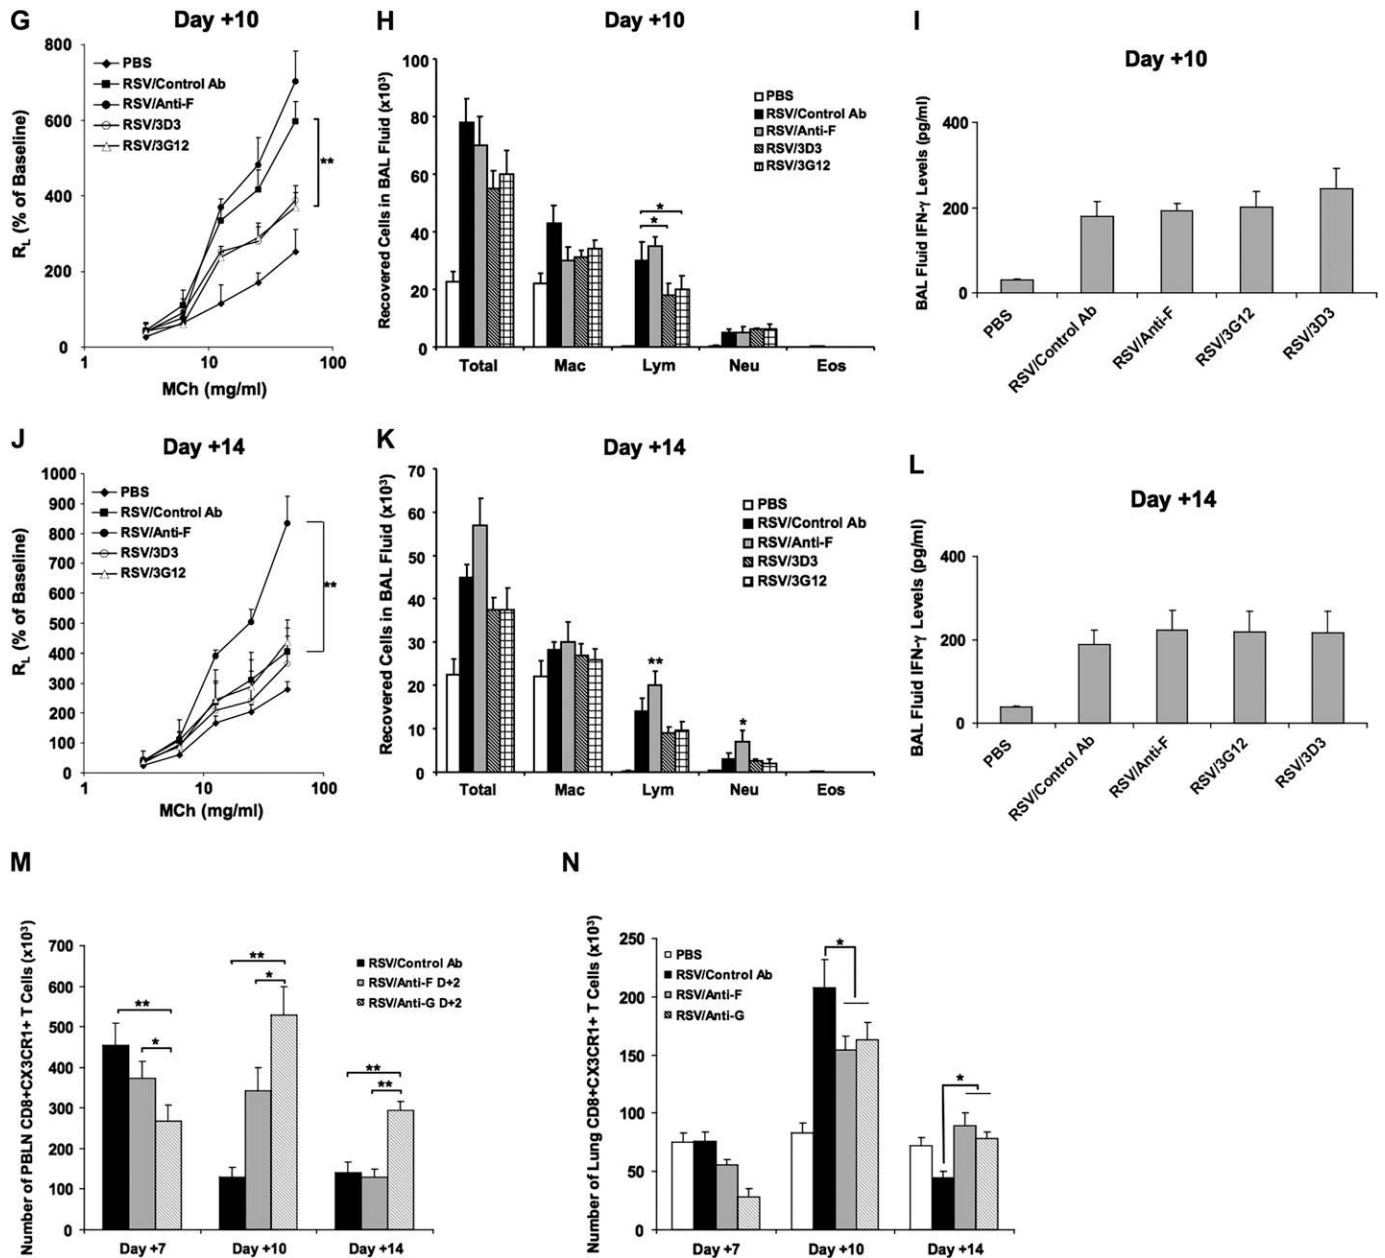 G
Day +10
800
600
400
200
0
1
10
100
R_L (% of Baseline)
MCh (mg/ml)
PBS
RSV/Control Ab
RSV/Anti-F
RSV/3D3
RSV/3G12
**
H
Day +10
100
80
60
40
20
0
Recovered Cells in BAL Fluid (x10³)
PBS
RSV/Control Ab
RSV/Anti-F
RSV/3D3
RSV/3G12
*
*
Total Mac Lym Neu Eos
I
Day +10
400
200
0
BAL Fluid IFN-γ Levels (pg/ml)
PBS
RSV/Control Ab
RSV/Anti-F
RSV/3G12
RSV/3D3
J
Day +14
1000
900
800
700
600
500
400
300
200
100
0
1
10
100
R_L (% of Baseline)
MCh (mg/ml)
PBS
RSV/Control Ab
RSV/Anti-F
RSV/3D3
RSV/3G12
**
K
Day +14
70
60
50
40
30
20
10
0
Recovered Cells in BAL Fluid (x10³)
PBS
RSV/Control Ab
RSV/Anti-F
RSV/3D3
RSV/3G12
**
*
Total Mac Lym Neu Eos
L
Day +14
400
200
0
BAL Fluid IFN-γ Levels (pg/ml)
PBS
RSV/Control Ab
RSV/Anti-F
RSV/3G12
RSV/3D3
M
700
600
500
400
300
200
100
0
Number of PBLN CD8+CX3CR1+ T Cells (x10³)
RSV/Control Ab
RSV/Anti-F D+2
RSV/Anti-G D+2
**
*
**
*
**
**
Day +7 Day +10 Day +14
N
250
200
150
100
50
0
Number of Lung CD8+CX3CR1+ T Cells (x10³)
PBS
RSV/Control Ab
RSV/Anti-F
RSV/Anti-G
*
*
Day +7 Day +10 Day +14